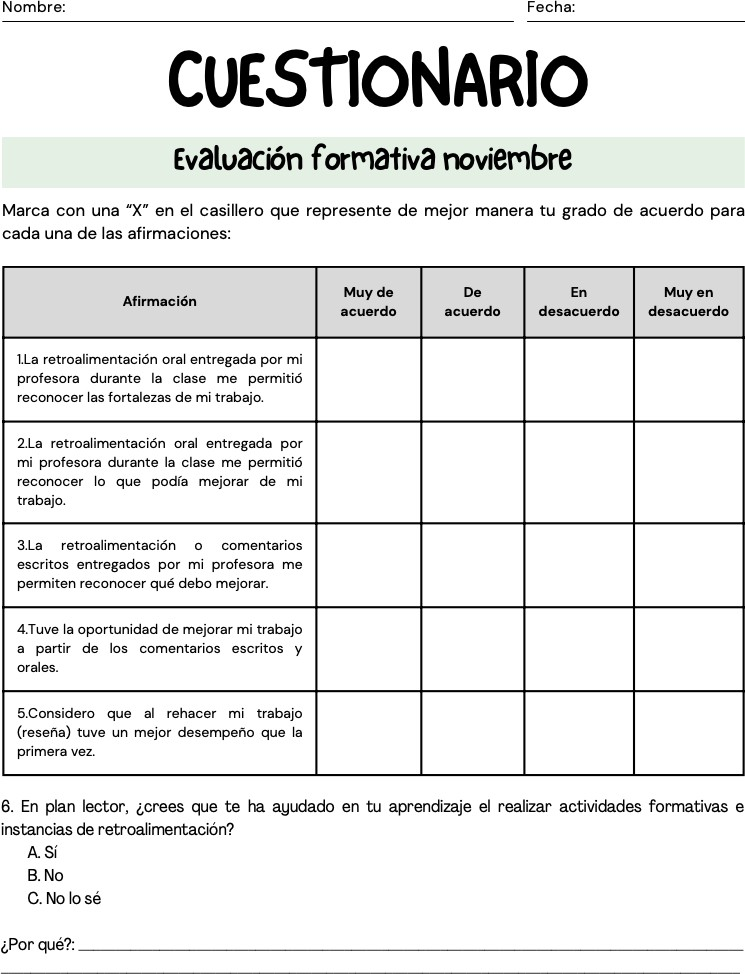 Nombre: Fecha:
CUESTIONARIO
Evaluación formativa noviembre
Marca con una “X” en el casillero que represente de mejor manera tu grado de acuerdo para
cada una de las afirmaciones:
Afirmación
Muy de
acuerdo
De
acuerdo
En
desacuerdo
Muy en
desacuerdo
1.La retroalimentación oral entregada por mi
profesora durante la clase me permitió
reconocer las fortalezas de mi trabajo.
2.La retroalimentación oral entregada por
mi profesora durante la clase me permitió
reconocer lo que podía mejorar de mi
trabajo.
3.La retroalimentación o comentarios
escritos entregados por mi profesora me
permiten reconocer qué debo mejorar.
4.Tuve la oportunidad de mejorar mi trabajo
a partir de los comentarios escritos y
orales.
5.Considero que al rehacer mi trabajo
(reseña) tuve un mejor desempeño que la
primera vez.
6. En plan lector, ¿crees que te ha ayudado en tu aprendizaje el realizar actividades formativas e
instancias de retroalimentación?
A. Sí
B. No
C. No lo sé
¿Por qué?: